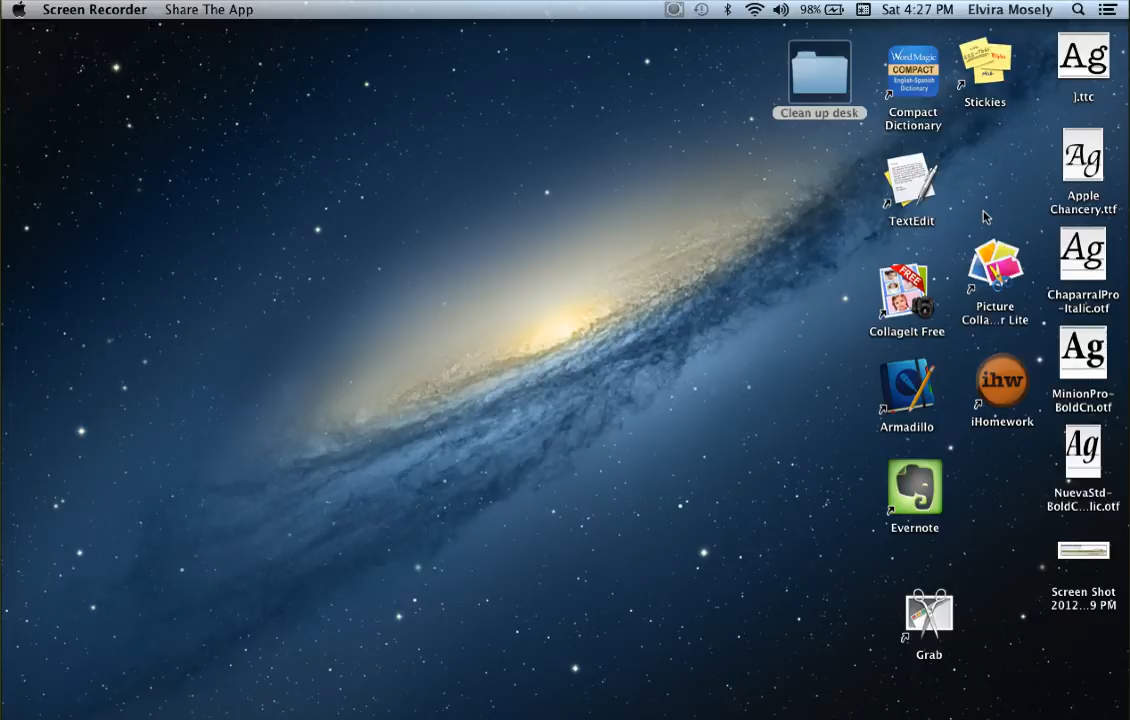 Screen Recorder Share The App 98% Sat 4:27 PM Elvira Mosely
Clean up desk
Word Magic
COMPACT
English-Spanish
Dictionary
Compact
Dictionary
Stickies
Ag
].ttc
TextEdit
Ag
Apple
Chancery.ttf
FREE
CollageIt Free
Picture
Colla...r Lite
Ag
ChaparralPro
-Italic.otf
Armadillo
ihw
iHomework
Ag
MinionPro-
BoldCn.otf
Evernote
Ag
NuevaStd-
BoldC...lic.otf
Grab
Screen Shot
2012...9 PM